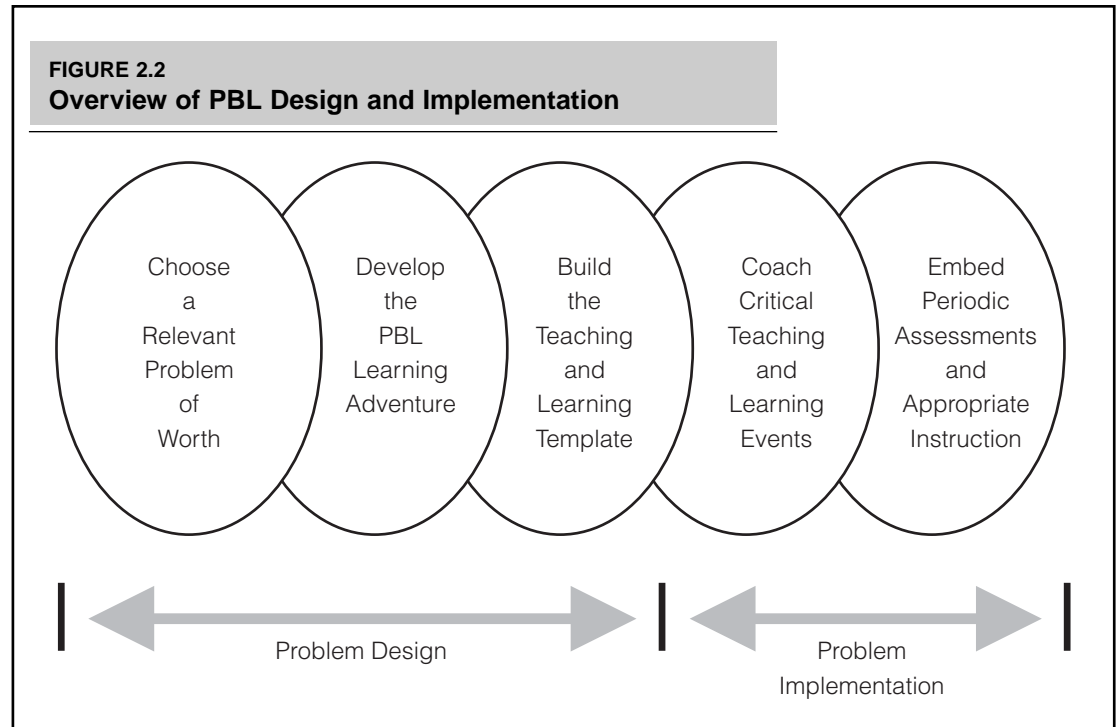 FIGURE 2.2
Overview of PBL Design and Implementation
Choose
a
Relevant
Problem
of
Worth
Develop
the
PBL
Learning
Adventure
Build
the
Teaching
and
Learning
Template
Coach
Critical
Teaching
and
Learning
Events
Embed
Periodic
Assessments
and
Appropriate
Instruction
Problem Design
Problem
Implementation